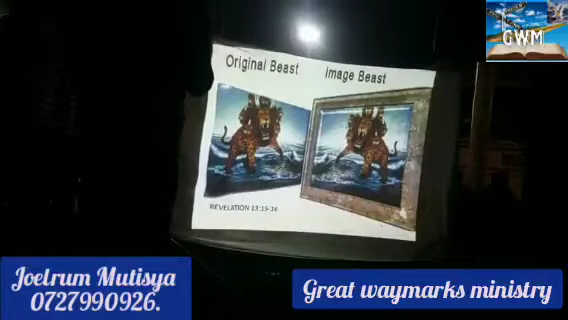 GWM
Original Beast
Image Beast
REVELATION 13:15-16
Joelrum Mutisya
0727990926.
Great waymarks ministry